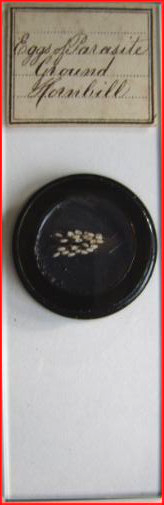 Eggs of Parasite
Ground
Hornbill